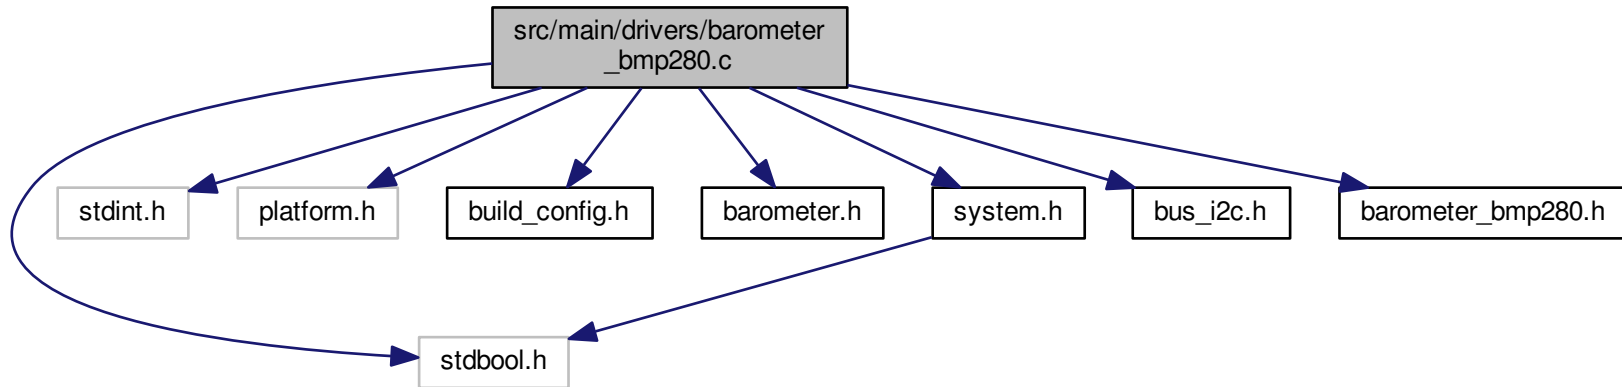 src/main/drivers/barometer
_bmp280.c
stdint.h
platform.h
build_config.h
barometer.h
system.h
bus_i2c.h
barometer_bmp280.h
stdbool.h